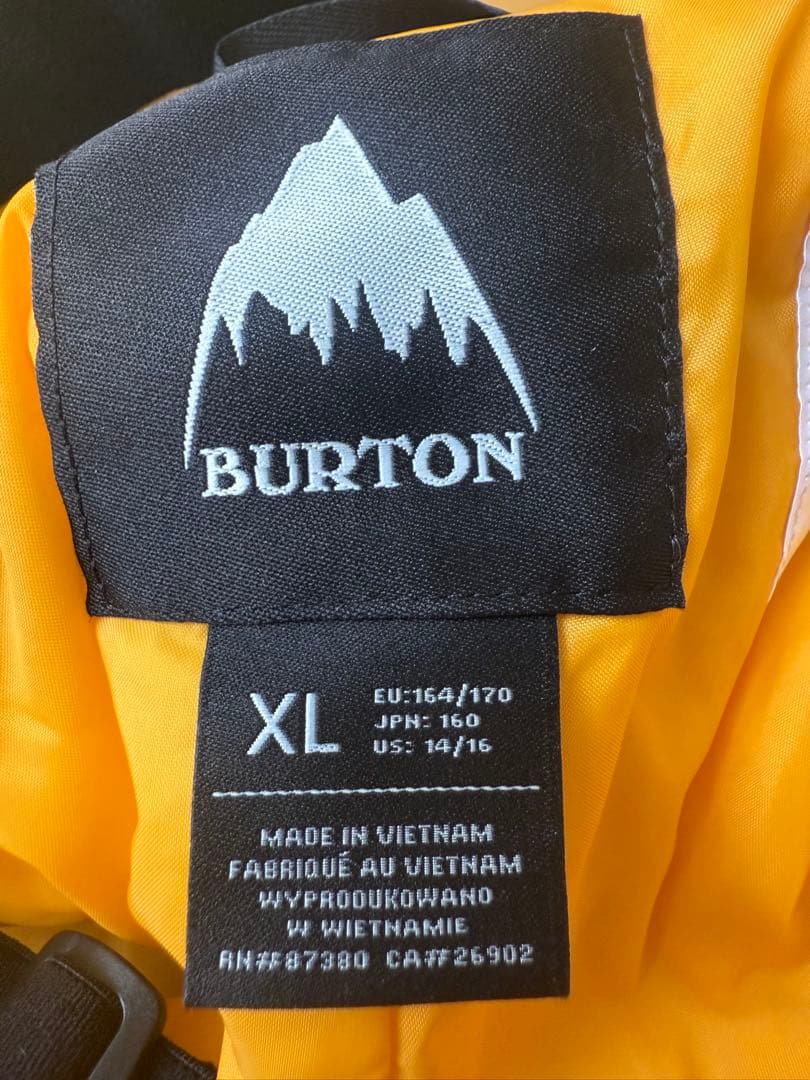 BURTON
XL
EU:164/170
JPN: 160
US: 14/16
MADE IN VIETNAM
FABRIQUÉ AU VIETNAM
WYPRODUKOWANO
W WIETNAMIE
RN#87380 CA#26902